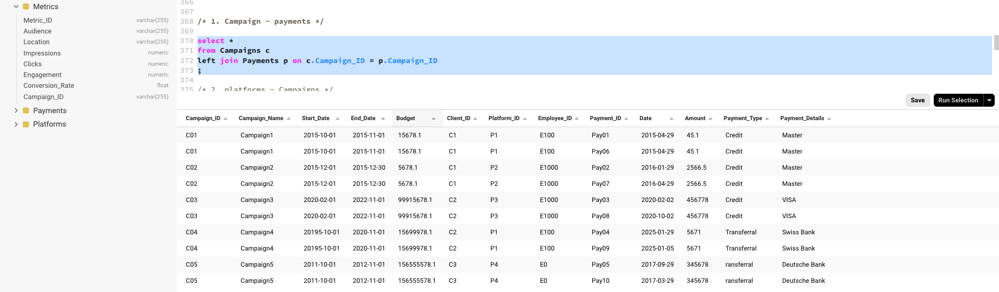 Metrics
Metric_ID varchar(255)
Audience varchar(255)
Location varchar(255)
Impressions numeric
Clicks numeric
Engagement numeric
Conversion_Rate float
Campaign_ID varchar(255)
Payments
Platforms
366
367
368 /* 1. Campaign - payments */
369
370 select *
371 from Campaigns c
372 left join Payments p on c.Campaign_ID = p.Campaign_ID
373 ;
374
375 /* 2. platforms - Campaigns */
Save Run Selection
Campaign_ID Campaign_Name Start_Date End_Date Budget Client_ID Platform_ID Employee_ID Payment_ID Date Amount Payment_Type Payment_Details
C01 Campaign1 2015-10-01 2015-11-01 15678.1 C1 P1 E100 Pay01 2015-04-29 45.1 Credit Master
C01 Campaign1 2015-10-01 2015-11-01 15678.1 C1 P1 E100 Pay06 2015-04-29 45.1 Credit Master
C02 Campaign2 2015-12-01 2015-12-30 5678.1 C1 P2 E1000 Pay02 2016-01-29 2566.5 Credit Master
C02 Campaign2 2015-12-01 2015-12-30 5678.1 C1 P2 E1000 Pay07 2016-04-29 2566.5 Credit Master
C03 Campaign3 2020-02-01 2022-11-01 99915678.1 C2 P3 E1000 Pay03 2020-02-02 456778 Credit VISA
C03 Campaign3 2020-02-01 2022-11-01 99915678.1 C2 P3 E1000 Pay08 2020-10-02 456778 Credit VISA
C04 Campaign4 20195-10-01 2020-11-01 15699978.1 C2 P1 E100 Pay04 2025-01-29 5671 Transferral Swiss Bank
C04 Campaign4 20195-10-01 2020-11-01 15699978.1 C2 P1 E100 Pay09 2025-01-05 5671 Transferral Swiss Bank
C05 Campaign5 2011-10-01 2012-11-01 156555578.1 C3 P4 E0 Pay05 2017-09-29 345678 ransferral Deutsche Bank
C05 Campaign5 2011-10-01 2012-11-01 156555578.1 C3 P4 E0 Pay10 2017-03-29 345678 ransferral Deutsche Bank